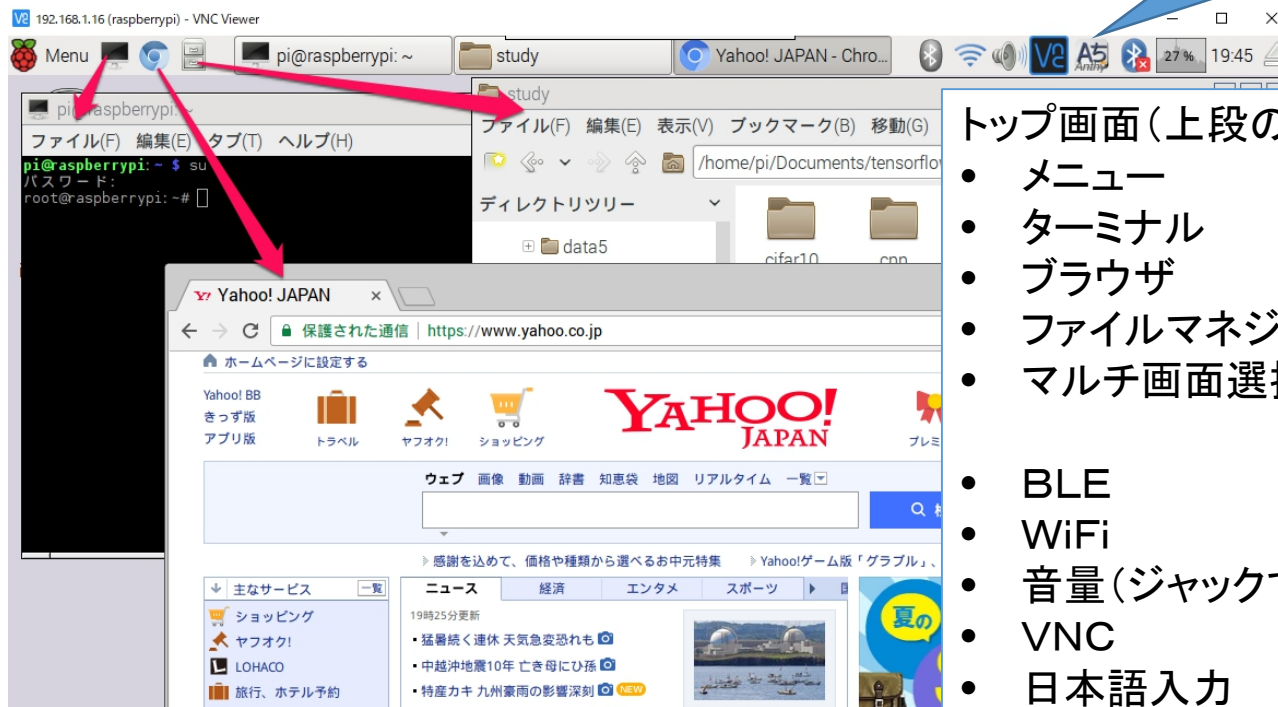 192.168.1.16 (raspberrypi) - VNC Viewer
Menu
pi@raspberrypi: ~
study
Yahoo! JAPAN - Chro...
Anthy
27 %
19:45
study
ファイル(F) 編集(E) 表示(V) ブックマーク(B) 移動(G)
/home/pi/Documents/tensorflo
ディレクトリツリー
data5
cifar10
cnn
ファイル(F) 編集(E) タブ(T) ヘルプ(H)
pi@raspberrypi:~ $ su
パスワード:
root@raspberrypi:~#
Yahoo! JAPAN
保護された通信 https://www.yahoo.co.jp
ホームページに設定する
Yahoo! BB
きっず版
アプリ版
トラベル
ヤフオク!
ショッピング
YAHOO!
JAPAN
プレミ
ウェブ 画像 動画 辞書 知恵袋 地図 リアルタイム 一覧
感謝を込めて、価格や種類から選べるお中元特集
Yahoo!ゲーム版「グラブル」、
主なサービス 一覧
ショッピング
ヤフオク!
LOHACO
旅行、ホテル予約
ニュース 経済 エンタメ スポーツ
19時25分更新
猛暑続く連休 天気急変恐れも
中越沖地震10年 亡き母にひ孫
特産カキ 九州豪雨の影響深刻 NEW
夏の
トップ画面(上段の
• メニュー
• ターミナル
• ブラウザ
• ファイルマネジ
• マルチ画面選
• BLE
• WiFi
• 音量(ジャック
• VNC
• 日本語入力